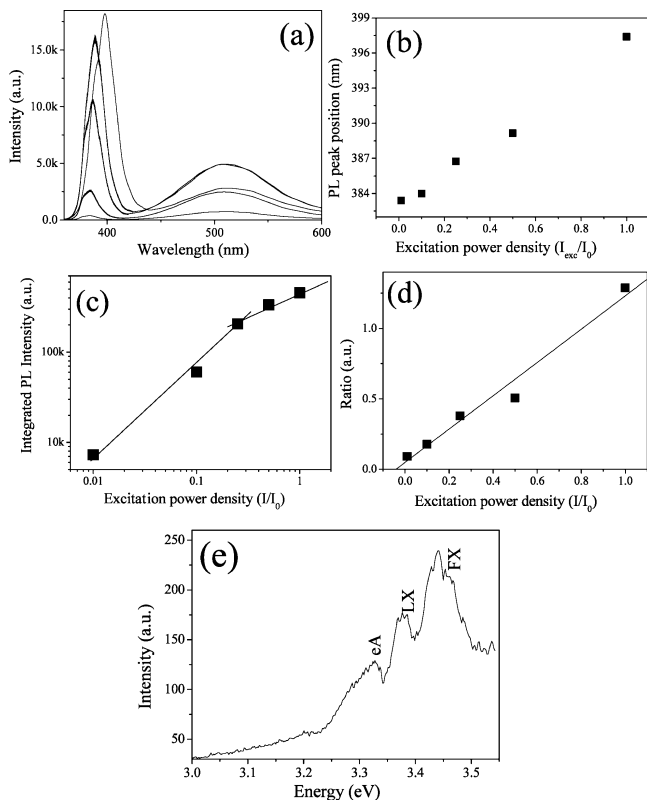 (a)
15.0k
10.0k
5.0k
0.0
400
500
600
Intensity (a.u.)
Wavelength (nm)
(b)
399
396
393
390
387
384
0.0
0.2
0.4
0.6
0.8
1.0
PL peak position (nm)
Excitation power density (I_exc/I_0)
(c)
100k
10k
0.01
0.1
1
Integrated PL Intensity (a.u.)
Excitation power density (I/I_0)
(d)
1.0
0.5
0.0
0.0
0.2
0.4
0.6
0.8
1.0
Ratio (a.u.)
Excitation power density (I/I_0)
(e)
250
200
150
100
50
3.0
3.1
3.2
3.3
3.4
3.5
eA
LX
FX
Intensity (a.u.)
Energy (eV)